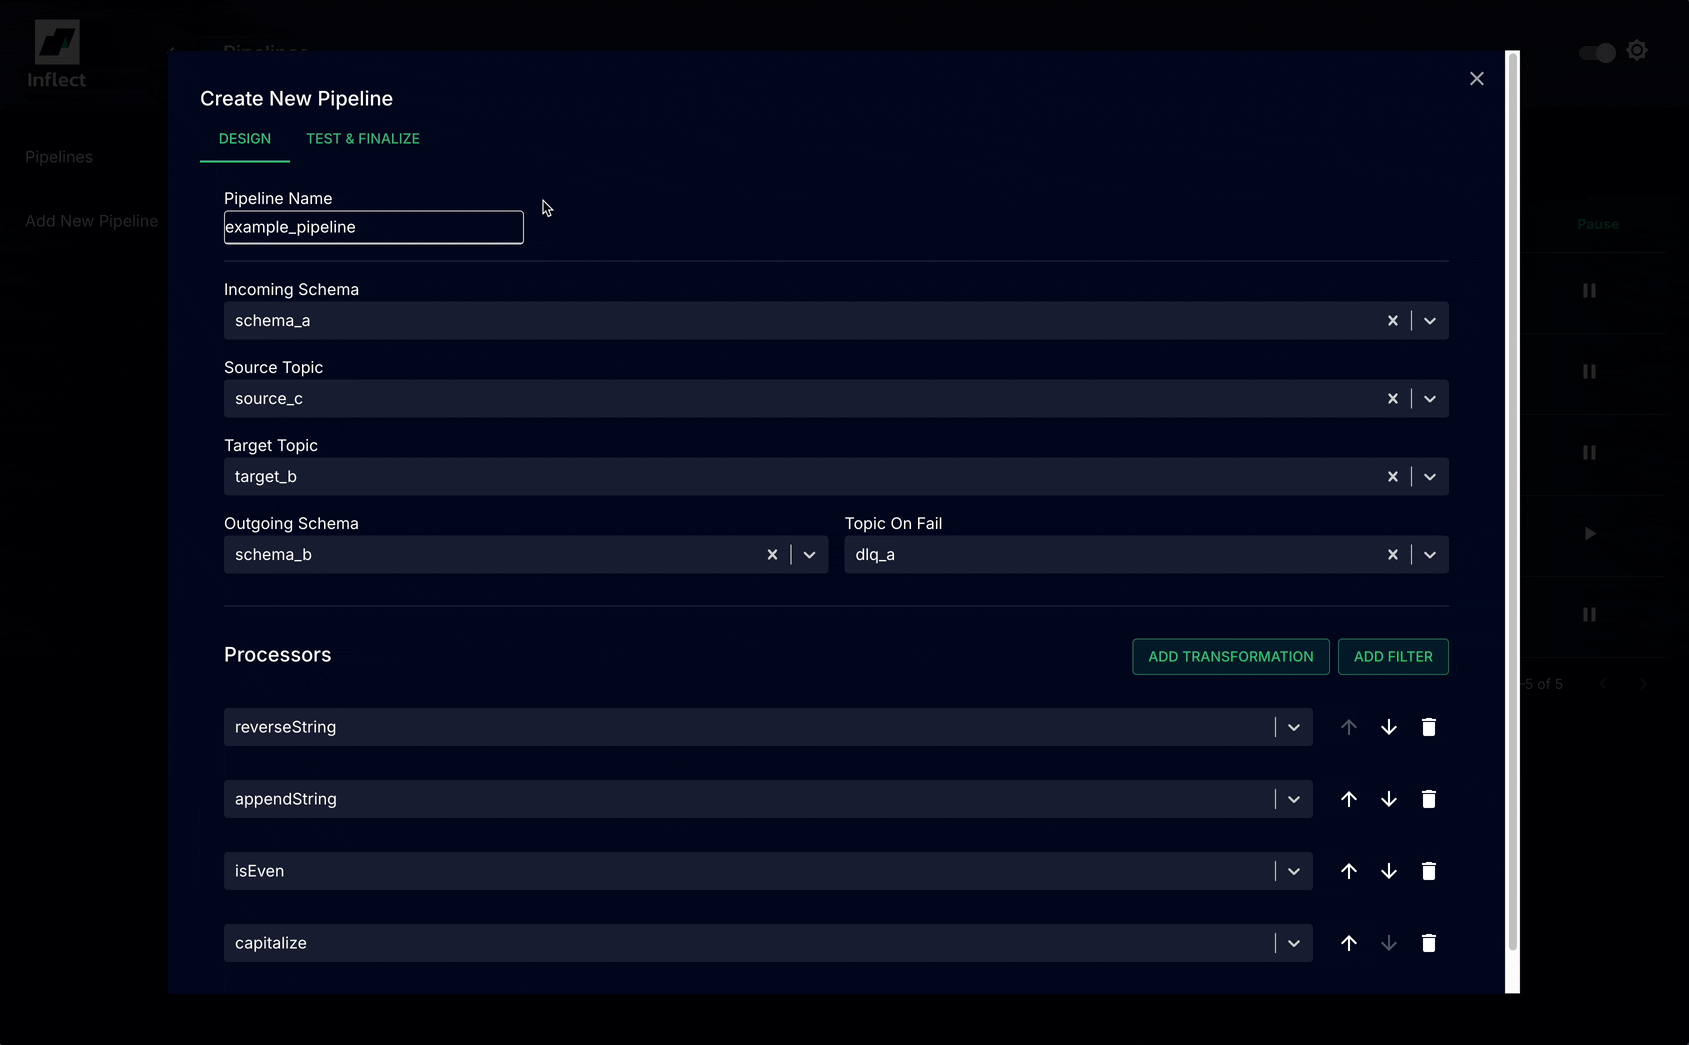 Inflect
Pipelines
Create New Pipeline
DESIGN
TEST & FINALIZE
Pipelines
Pipeline Name
example_pipeline
Add New Pipeline
Pause
Incoming Schema
schema_a
Source Topic
source_c
Target Topic
target_b
Outgoing Schema
Topic On Fail
schema_b
dlq_a
Processors
ADD TRANSFORMATION
ADD FILTER
-5 of 5
reverseString
appendString
isEven
capitalize